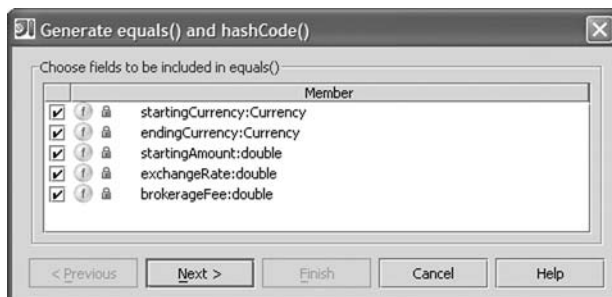 Generate equals() and hashCode()
Choose fields to be included in equals()
Member
startingCurrency:Currency
endingCurrency:Currency
startingAmount:double
exchangeRate:double
brokerageFee:double
< Previous Next > Finish Cancel Help